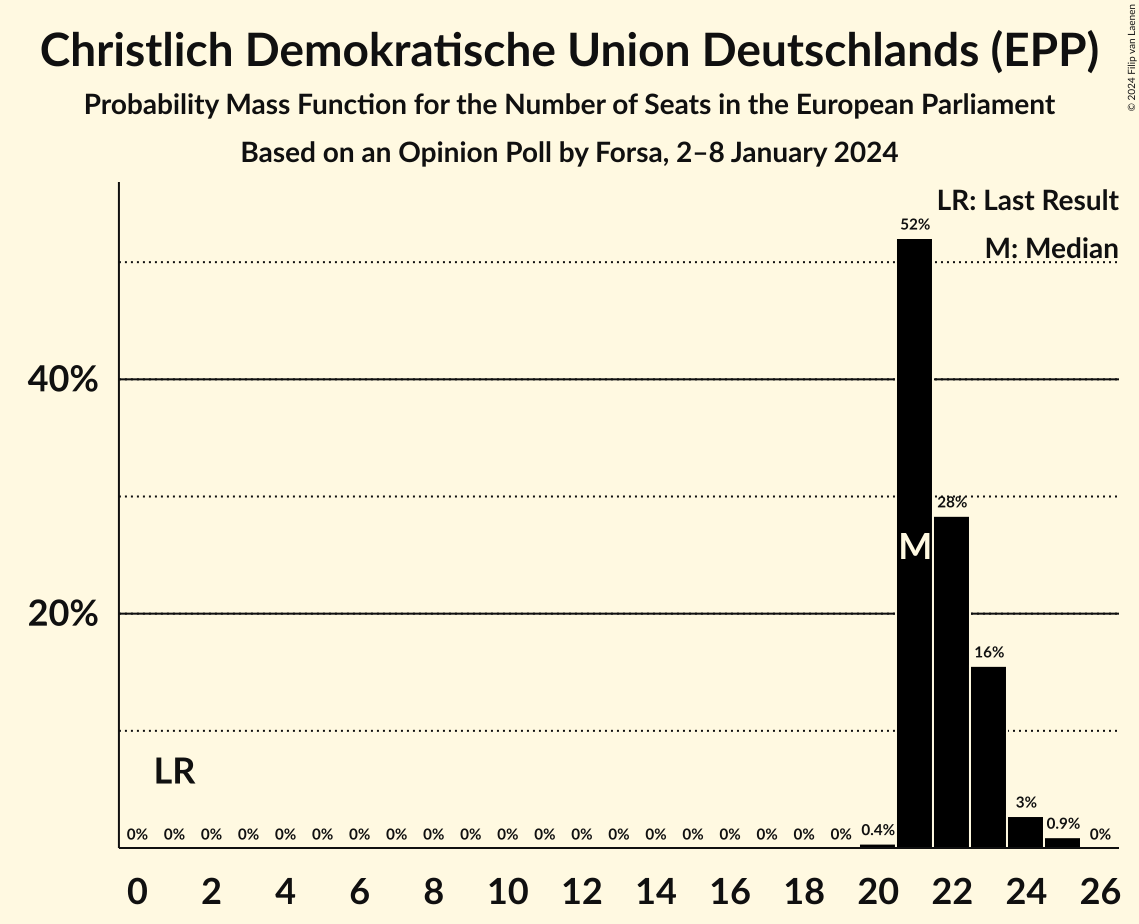 Christlich Demokratische Union Deutschlands (EPP)
Probability Mass Function for the Number of Seats in the European Parliament
Based on an Opinion Poll by Forsa, 2–8 January 2024
© 2024 Filip van Laenen
LR: Last Result
M: Median
52%
40%
28%
M
20%
16%
LR
3%
0% 0% 0% 0% 0% 0% 0% 0% 0% 0% 0% 0% 0% 0% 0% 0% 0% 0% 0% 0% 0.4% 0.9% 0%
0 2 4 6 8 10 12 14 16 18 20 22 24 26